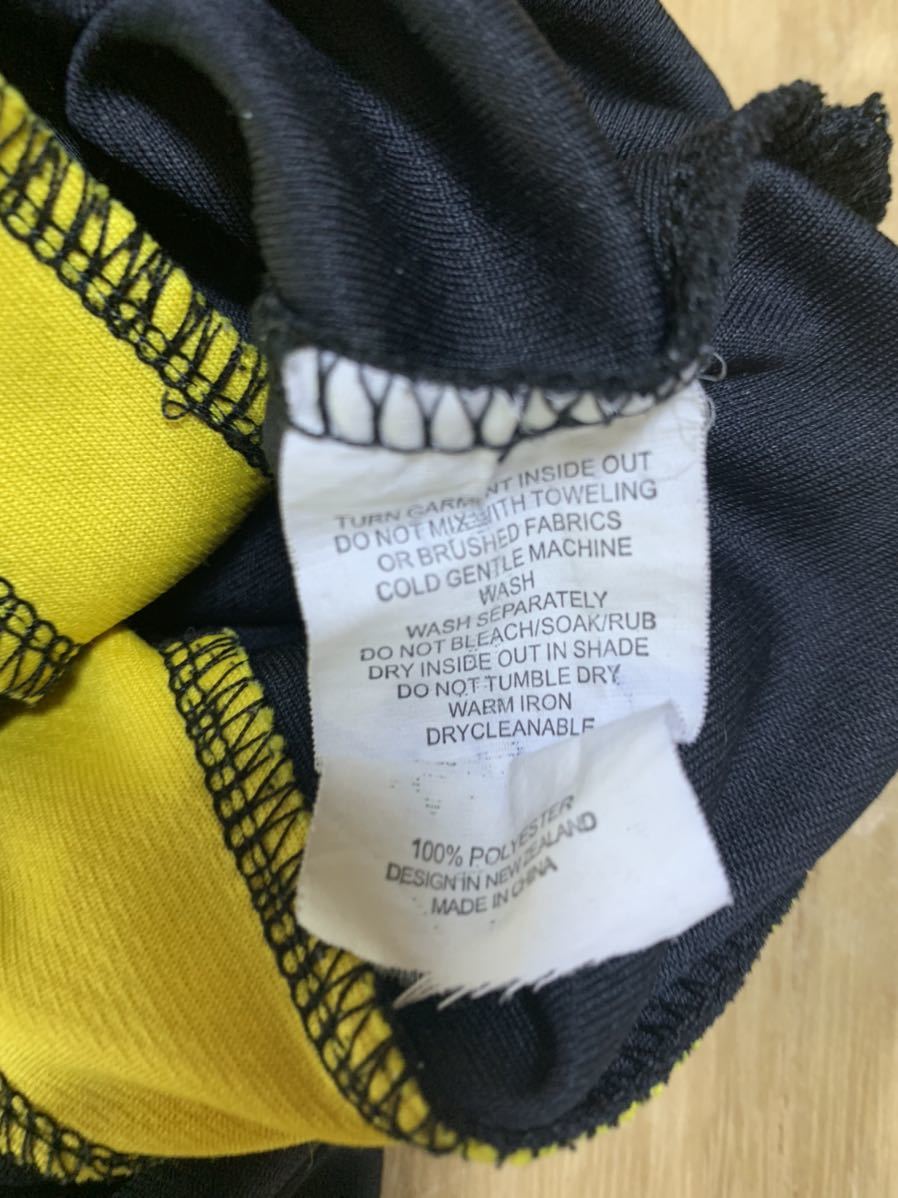 TURN GARMENT INSIDE OUT
DO NOT MIX WITH TOWELING
OR BRUSHED FABRICS
COLD GENTLE MACHINE
WASH
WASH SEPARATELY
DO NOT BLEACH/SOAK/RUB
DRY INSIDE OUT IN SHADE
DO NOT TUMBLE DRY
WARM IRON
DRYCLEANABLE
100% POLYESTER
DESIGN IN NEW ZEALAND
MADE IN CHINA